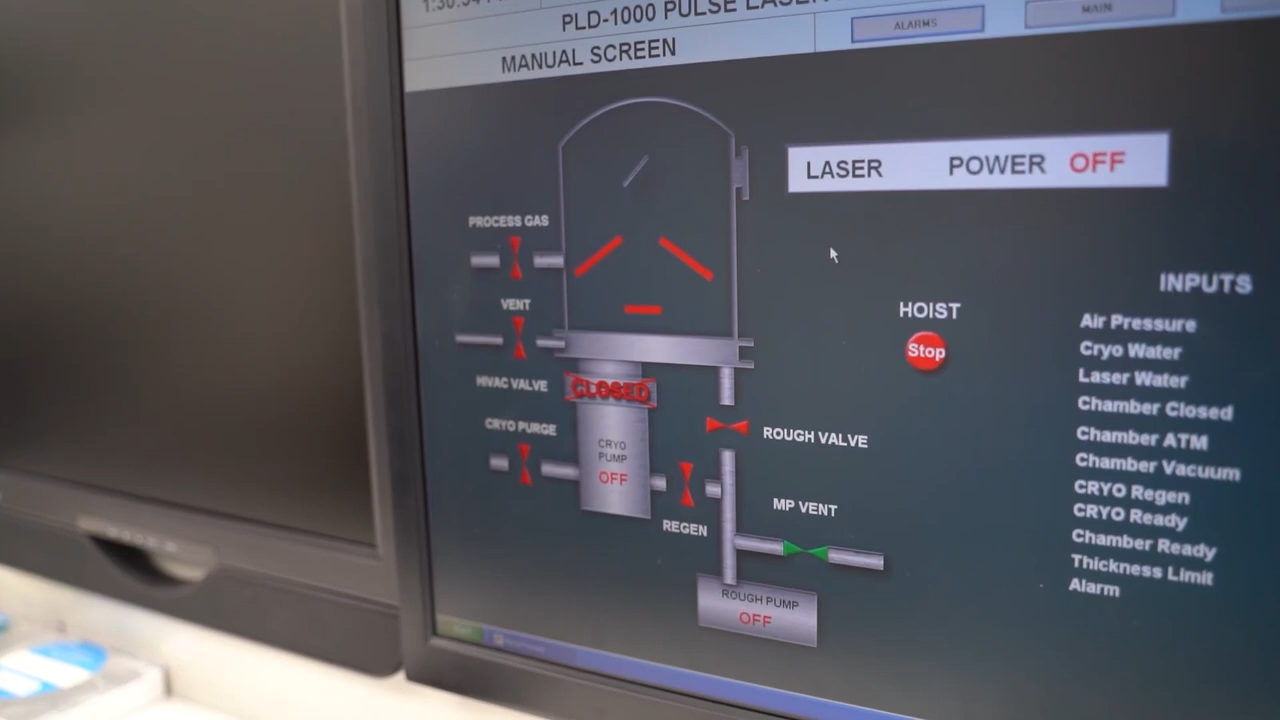 PLD-1000 PULSE LASER
ALARMS
MAIN
MANUAL SCREEN
LASER POWER OFF
PROCESS GAS
VENT
HIVAC VALVE
CLOSED
CRYO PURGE
CRYO
PUMP
OFF
REGEN
ROUGH VALVE
MP VENT
ROUGH PUMP
OFF
HOIST
Stop
INPUTS
Air Pressure
Cryo Water
Laser Water
Chamber Closed
Chamber ATM
Chamber Vacuum
CRYO Regen
CRYO Ready
Chamber Ready
Thickness Limit
Alarm